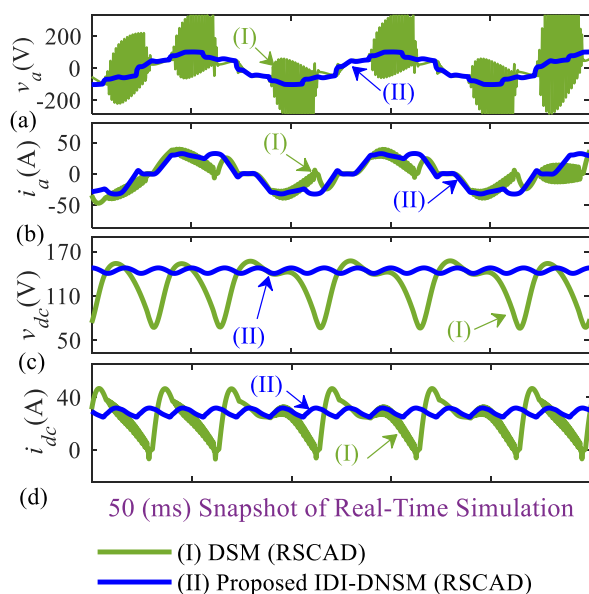 200
0
-200
v_a(V)
(I)
(II)
(a)
50
0
-50
i_a(A)
(I)
(II)
(b)
170
110
50
v_dc(V)
(II)
(I)
(c)
40
0
i_dc(A)
(II)
(I)
(d)
50 (ms) Snapshot of Real-Time Simulation
(I) DSM (RSCAD)
(II) Proposed IDI-DNSM (RSCAD)